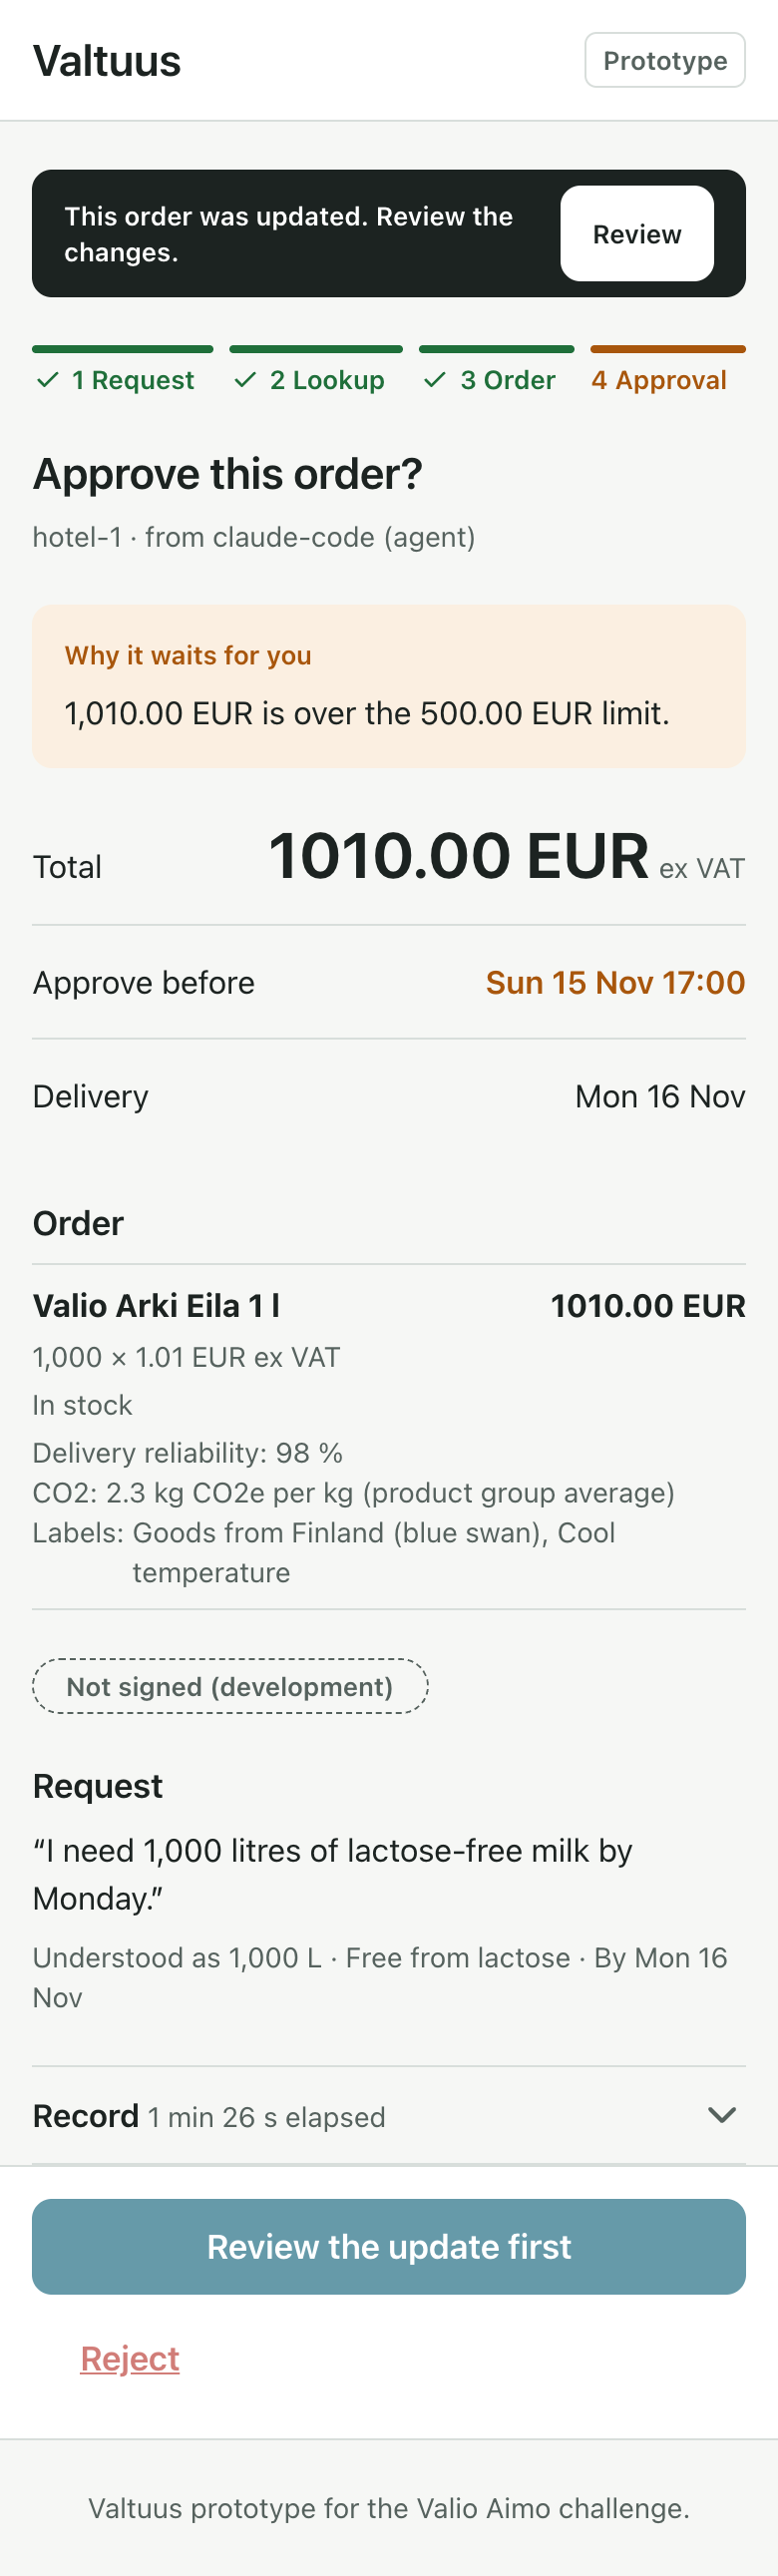 Valtuus
Prototype
This order was updated. Review the
changes.
Review
✓ 1 Request
✓ 2 Lookup
✓ 3 Order
4 Approval
Approve this order?
hotel-1 · from claude-code (agent)
Why it waits for you
1,010.00 EUR is over the 500.00 EUR limit.
Total 1010.00 EUR ex VAT
Approve before Sun 15 Nov 17:00
Delivery Mon 16 Nov
Order
Valio Arki Eila 1 l 1010.00 EUR
1,000 × 1.01 EUR ex VAT
In stock
Delivery reliability: 98 %
CO2: 2.3 kg CO2e per kg (product group average)
Labels: Goods from Finland (blue swan), Cool
temperature
Not signed (development)
Request
“I need 1,000 litres of lactose-free milk by
Monday.”
Understood as 1,000 L · Free from lactose · By Mon 16
Nov
Record 1 min 26 s elapsed
Review the update first
Reject
Valtuus prototype for the Valio Aimo challenge.